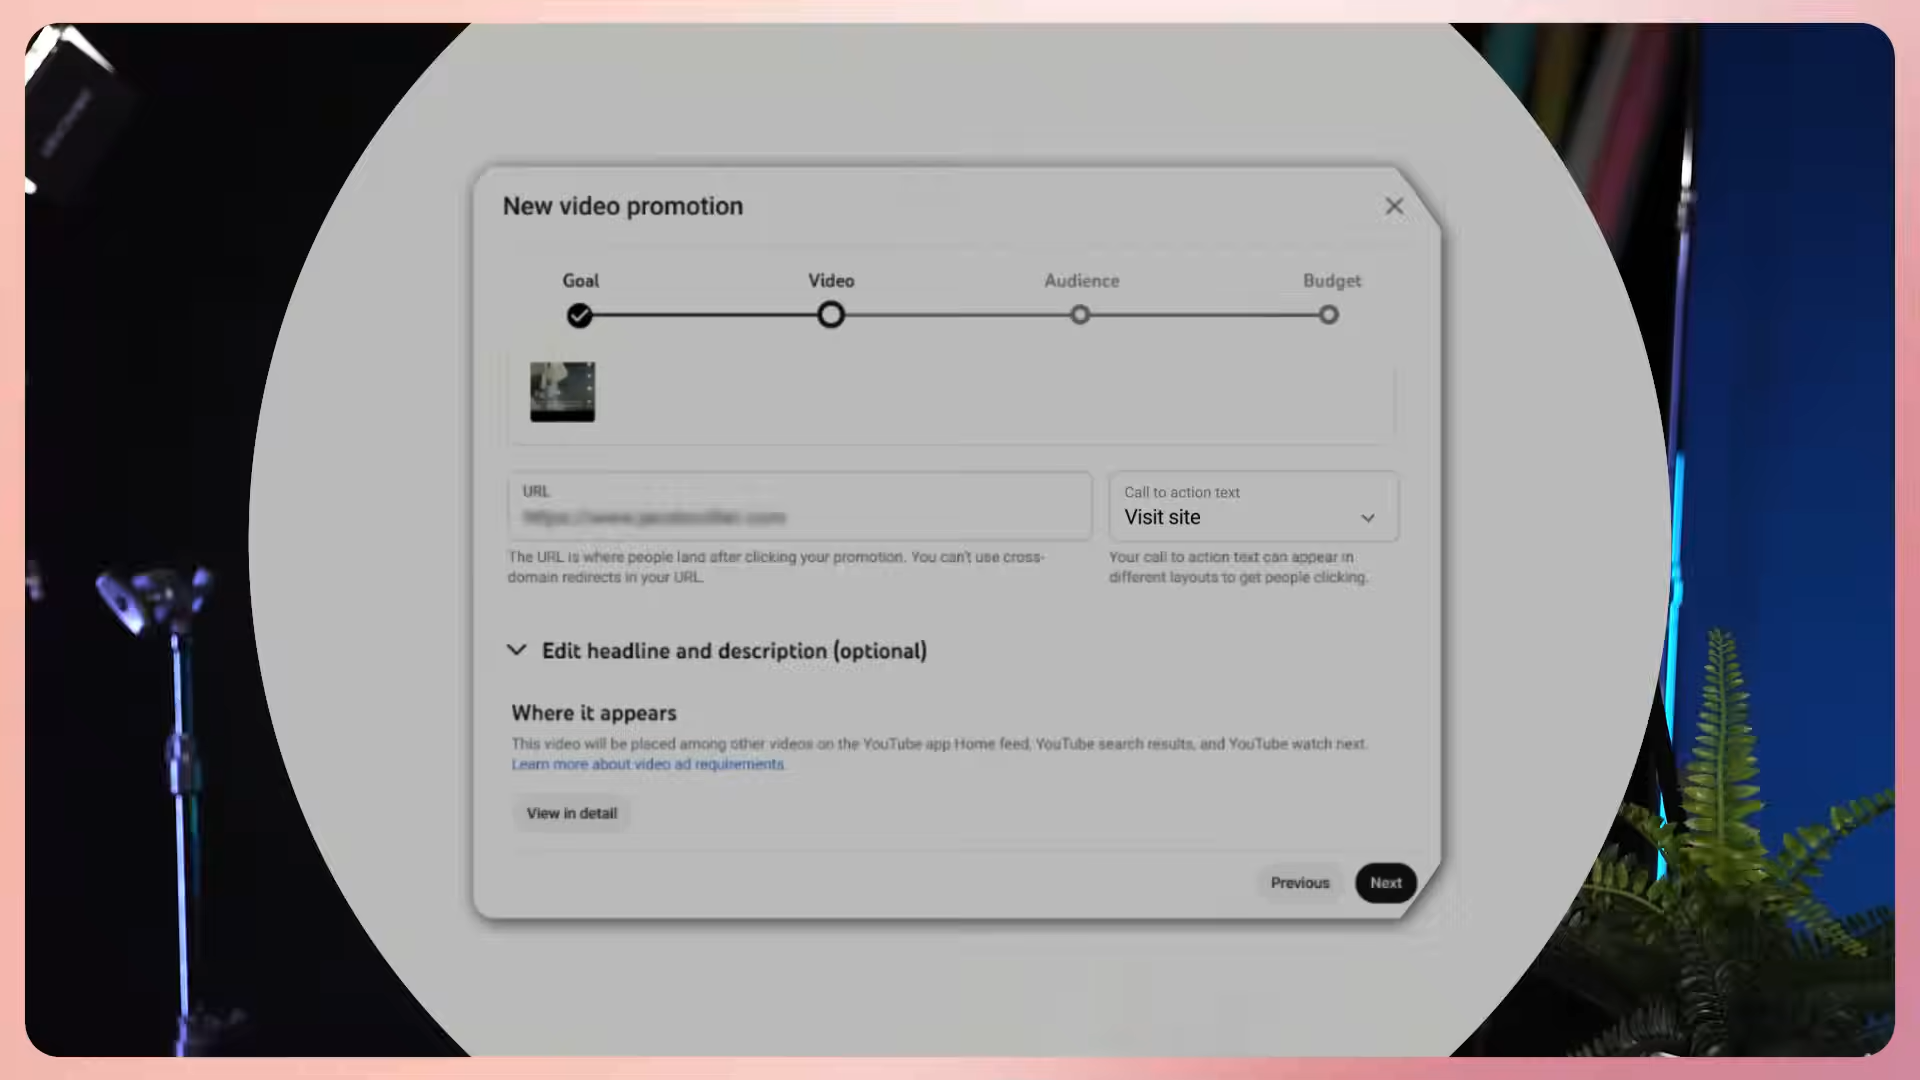 New video promotion
Goal
Video
Audience
Budget
URL
Call to action text
Visit site
The URL is where people land after clicking your promotion. You can't use cross-
domain redirects in your URL.
Your call to action text can appear in
different layouts to get people clicking.
Edit headline and description (optional)
Where it appears
This video will be placed among other videos on the YouTube app Home feed, YouTube search results, and YouTube watch next.
Learn more about video ad requirements.
View in detail
Previous
Next